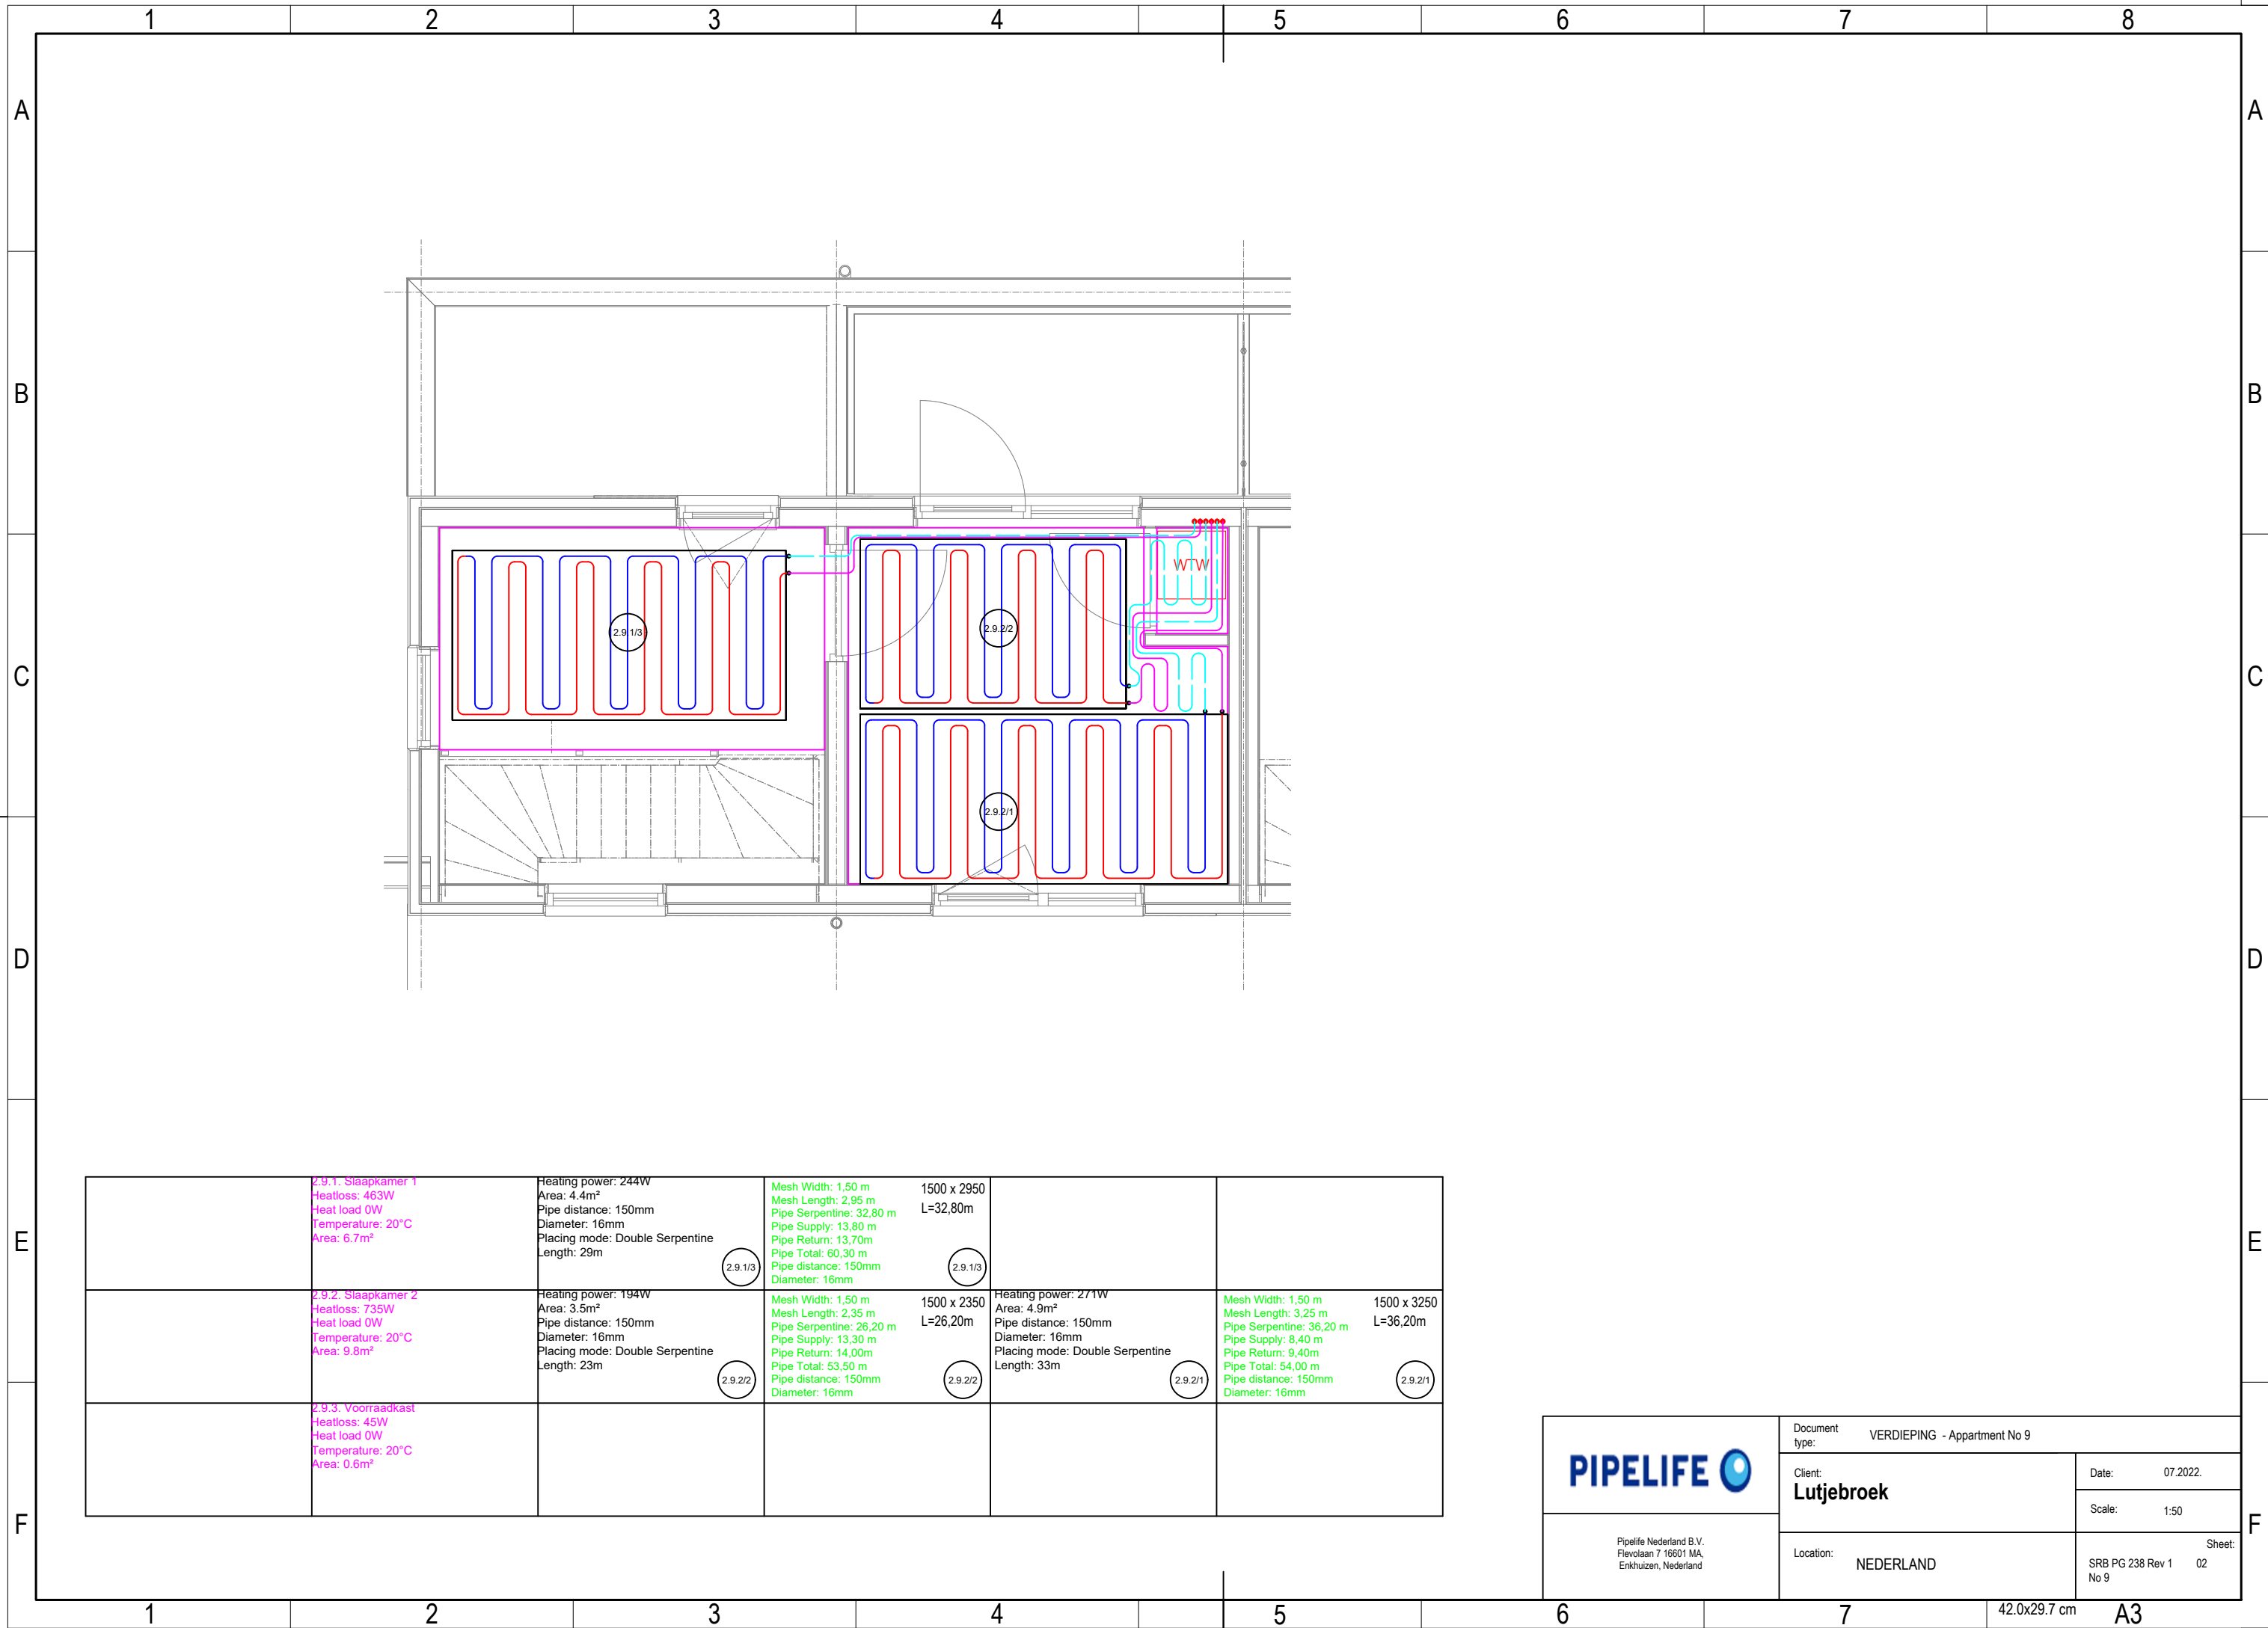 1 2 3 4 5 6 7 8
A A
B B
C C
D D
E E
F F
WTW
2.9.1/3
2.9.2/2
2.9.2/1
2.9.1. Slaapkamer 1
Heatloss: 463W
Heat load 0W
Temperature: 20°C
Area: 6.7m²
Heating power: 244W
Area: 4.4m²
Pipe distance: 150mm
Diameter: 16mm
Placing mode: Double Serpentine
Length: 29m
2.9.1/3
Mesh Width: 1,50 m
Mesh Length: 2,95 m
Pipe Serpentine: 32,80 m
Pipe Supply: 13,80 m
Pipe Return: 13,70m
Pipe Total: 60,30 m
Pipe distance: 150mm
Diameter: 16mm
1500 x 2950
L=32,80m
2.9.1/3
2.9.2. Slaapkamer 2
Heatloss: 735W
Heat load 0W
Temperature: 20°C
Area: 9.8m²
Heating power: 194W
Area: 3.5m²
Pipe distance: 150mm
Diameter: 16mm
Placing mode: Double Serpentine
Length: 23m
2.9.2/2
Mesh Width: 1,50 m
Mesh Length: 2,35 m
Pipe Serpentine: 26,20 m
Pipe Supply: 13,30 m
Pipe Return: 14,00m
Pipe Total: 53,50 m
Pipe distance: 150mm
Diameter: 16mm
1500 x 2350
L=26,20m
2.9.2/2
Heating power: 271W
Area: 4.9m²
Pipe distance: 150mm
Diameter: 16mm
Placing mode: Double Serpentine
Length: 33m
2.9.2/1
Mesh Width: 1,50 m
Mesh Length: 3,25 m
Pipe Serpentine: 36,20 m
Pipe Supply: 8,40 m
Pipe Return: 9,40m
Pipe Total: 54,00 m
Pipe distance: 150mm
Diameter: 16mm
1500 x 3250
L=36,20m
2.9.2/1
2.9.3. Voorraadkast
Heatloss: 45W
Heat load 0W
Temperature: 20°C
Area: 0.6m²
PIPELIFE
Pipelife Nederland B.V.
Flevolaan 7 16601 MA,
Enkhuizen, Nederland
Document
type:
VERDIEPING - Appartment No 9
Client:
Lutjebroek
Date: 07.2022.
Scale: 1:50
Location: NEDERLAND
Sheet:
SRB PG 238 Rev 1 02
No 9
1 2 3 4 5 6 7
42.0x29.7 cm A3